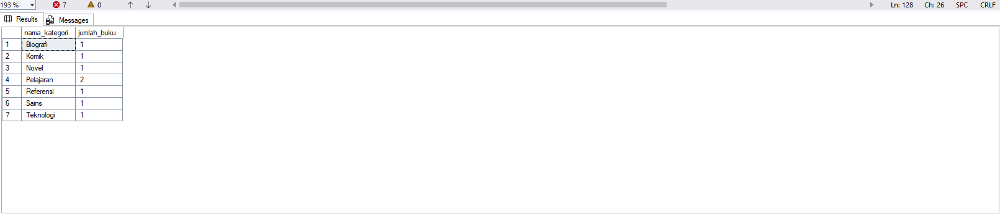 193 % 7 0 Ln: 128 Ch: 26 SPC CRLF
Results Messages
nama_kategori jumlah_buku
1 Biografi 1
2 Komik 1
3 Novel 1
4 Pelajaran 2
5 Referensi 1
6 Sains 1
7 Teknologi 1